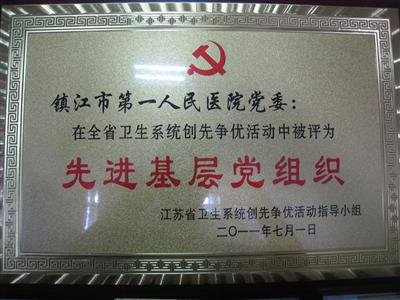 镇江市第一人民医院党委：
在全省卫生系统创先争优活动中被评为
先进基层党组织
江苏省卫生系统创先争优活动指导小组
二〇一一年七月一日